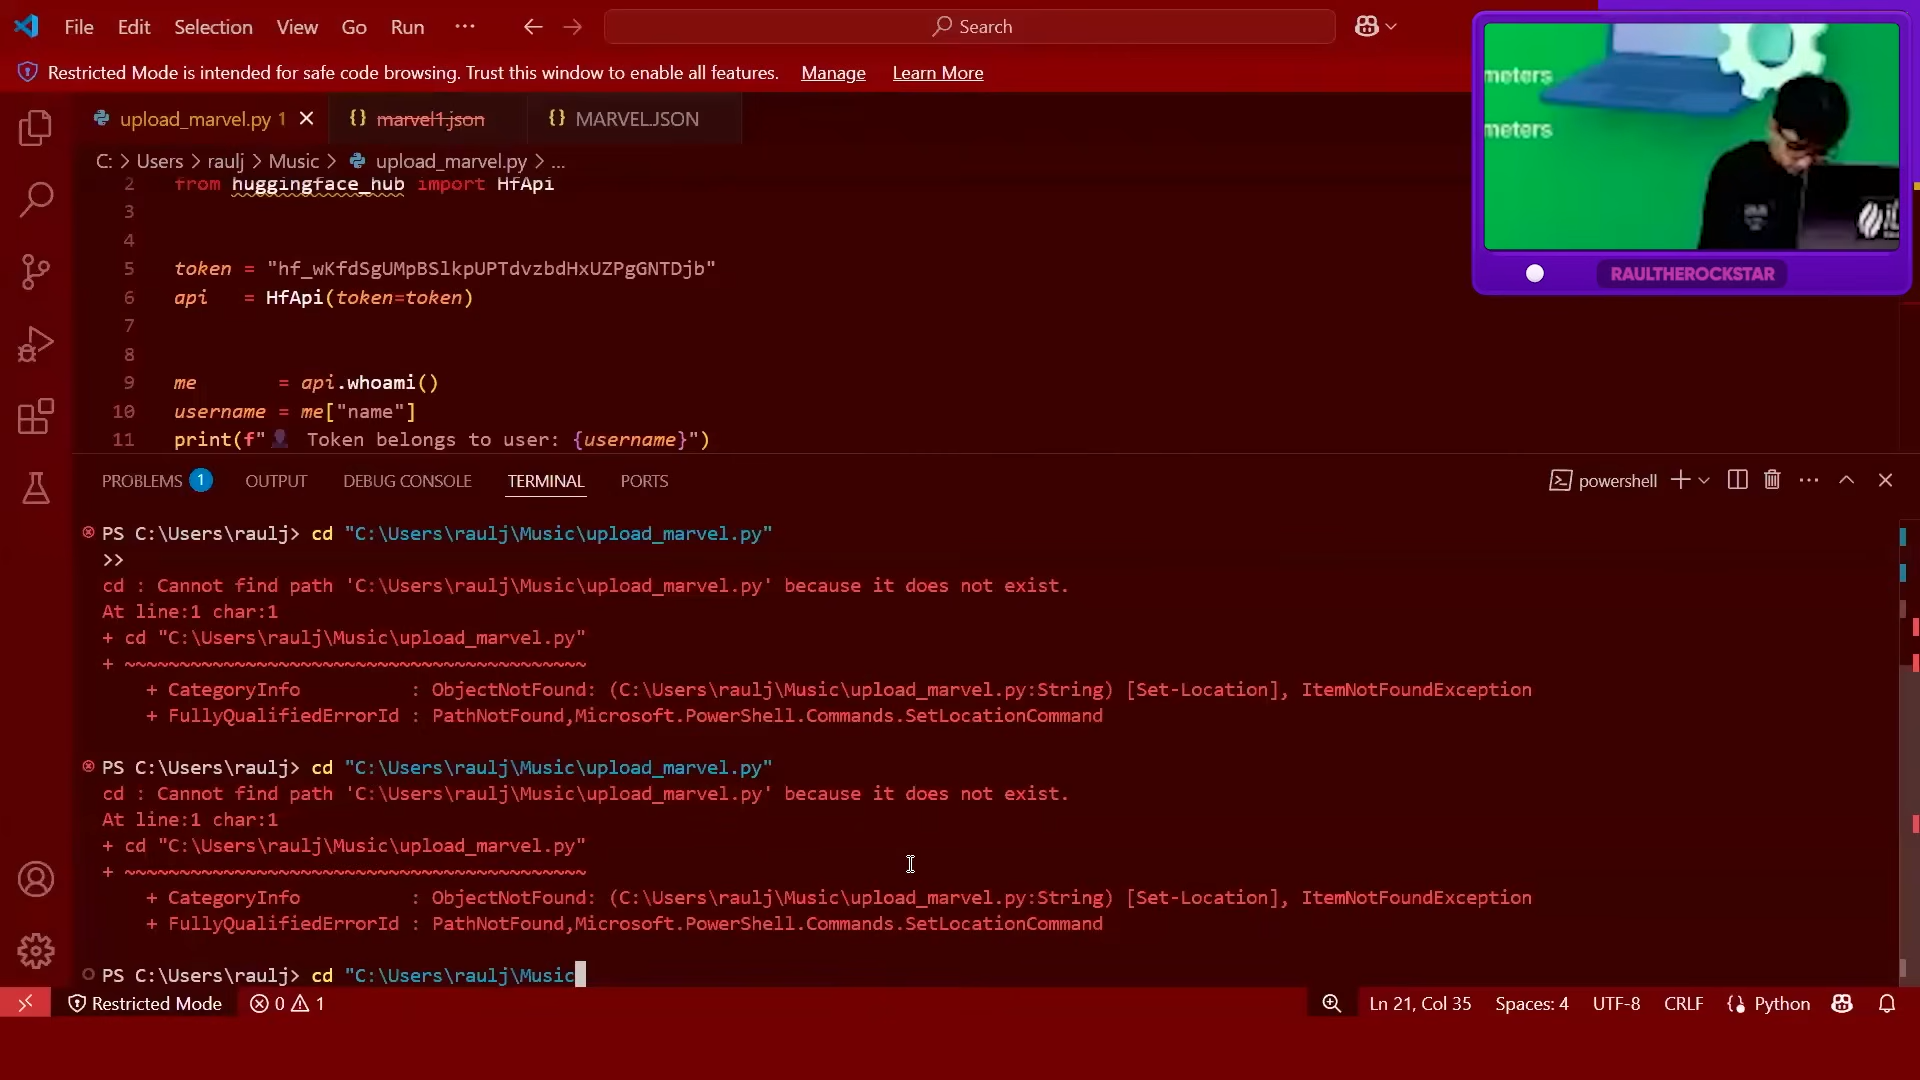 File Edit Selection View Go Run ··· Search
Restricted Mode is intended for safe code browsing. Trust this window to enable all features. Manage Learn More
meters
meters
RAULTHEROCKSTAR
upload_marvel.py 1 marvel1.json MARVEL.JSON
C: > Users > raulj > Music > upload_marvel.py > ...
2 from huggingface_hub import HfApi
3
4
5 token = "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"
6 api = HfApi(token=token)
7
8
9 me = api.whoami()
10 username = me["name"]
11 print(f"👤 Token belongs to user: {username}")
PROBLEMS 1 OUTPUT DEBUG CONSOLE TERMINAL PORTS powershell
PS C:\Users\raulj> cd "C:\Users\raulj\Music\upload_marvel.py"
>>
cd : Cannot find path 'C:\Users\raulj\Music\upload_marvel.py' because it does not exist.
At line:1 char:1
+ cd "C:\Users\raulj\Music\upload_marvel.py"
+ ~~~~~~~~~~~~~~~~~~~~~~~~~~~~~~~~~~~~~~~~~~
+ CategoryInfo : ObjectNotFound: (C:\Users\raulj\Music\upload_marvel.py:String) [Set-Location], ItemNotFoundException
+ FullyQualifiedErrorId : PathNotFound,Microsoft.PowerShell.Commands.SetLocationCommand
PS C:\Users\raulj> cd "C:\Users\raulj\Music\upload_marvel.py"
cd : Cannot find path 'C:\Users\raulj\Music\upload_marvel.py' because it does not exist.
At line:1 char:1
+ cd "C:\Users\raulj\Music\upload_marvel.py"
+ ~~~~~~~~~~~~~~~~~~~~~~~~~~~~~~~~~~~~~~~~~~
+ CategoryInfo : ObjectNotFound: (C:\Users\raulj\Music\upload_marvel.py:String) [Set-Location], ItemNotFoundException
+ FullyQualifiedErrorId : PathNotFound,Microsoft.PowerShell.Commands.SetLocationCommand
PS C:\Users\raulj> cd "C:\Users\raulj\Music
Restricted Mode 0 1 Ln 21, Col 35 Spaces: 4 UTF-8 CRLF Python